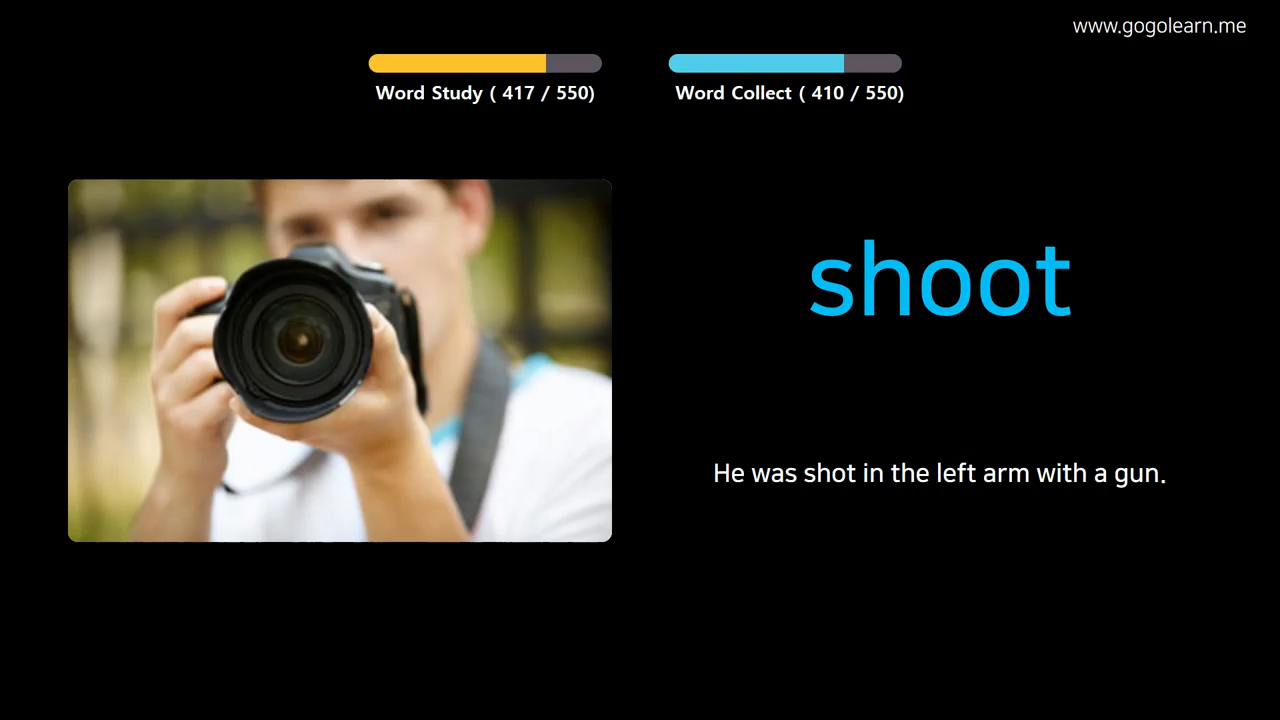 www.gogolearn.me
Word Study ( 417 / 550)
Word Collect ( 410 / 550)
shoot
He was shot in the left arm with a gun.